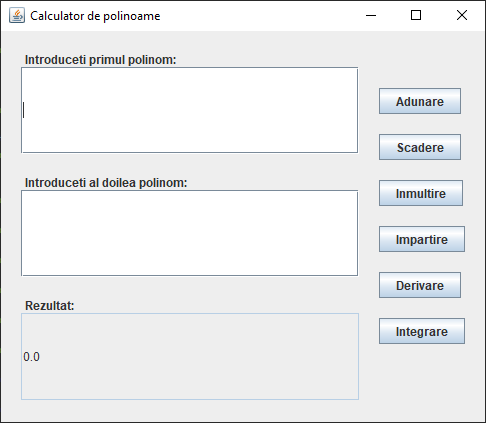 Calculator de polinoame
Introduceti primul polinom:
Adunare
Scadere
Introduceti al doilea polinom:
Inmultire
Impartire
Derivare
Rezultat:
Integrare
0.0